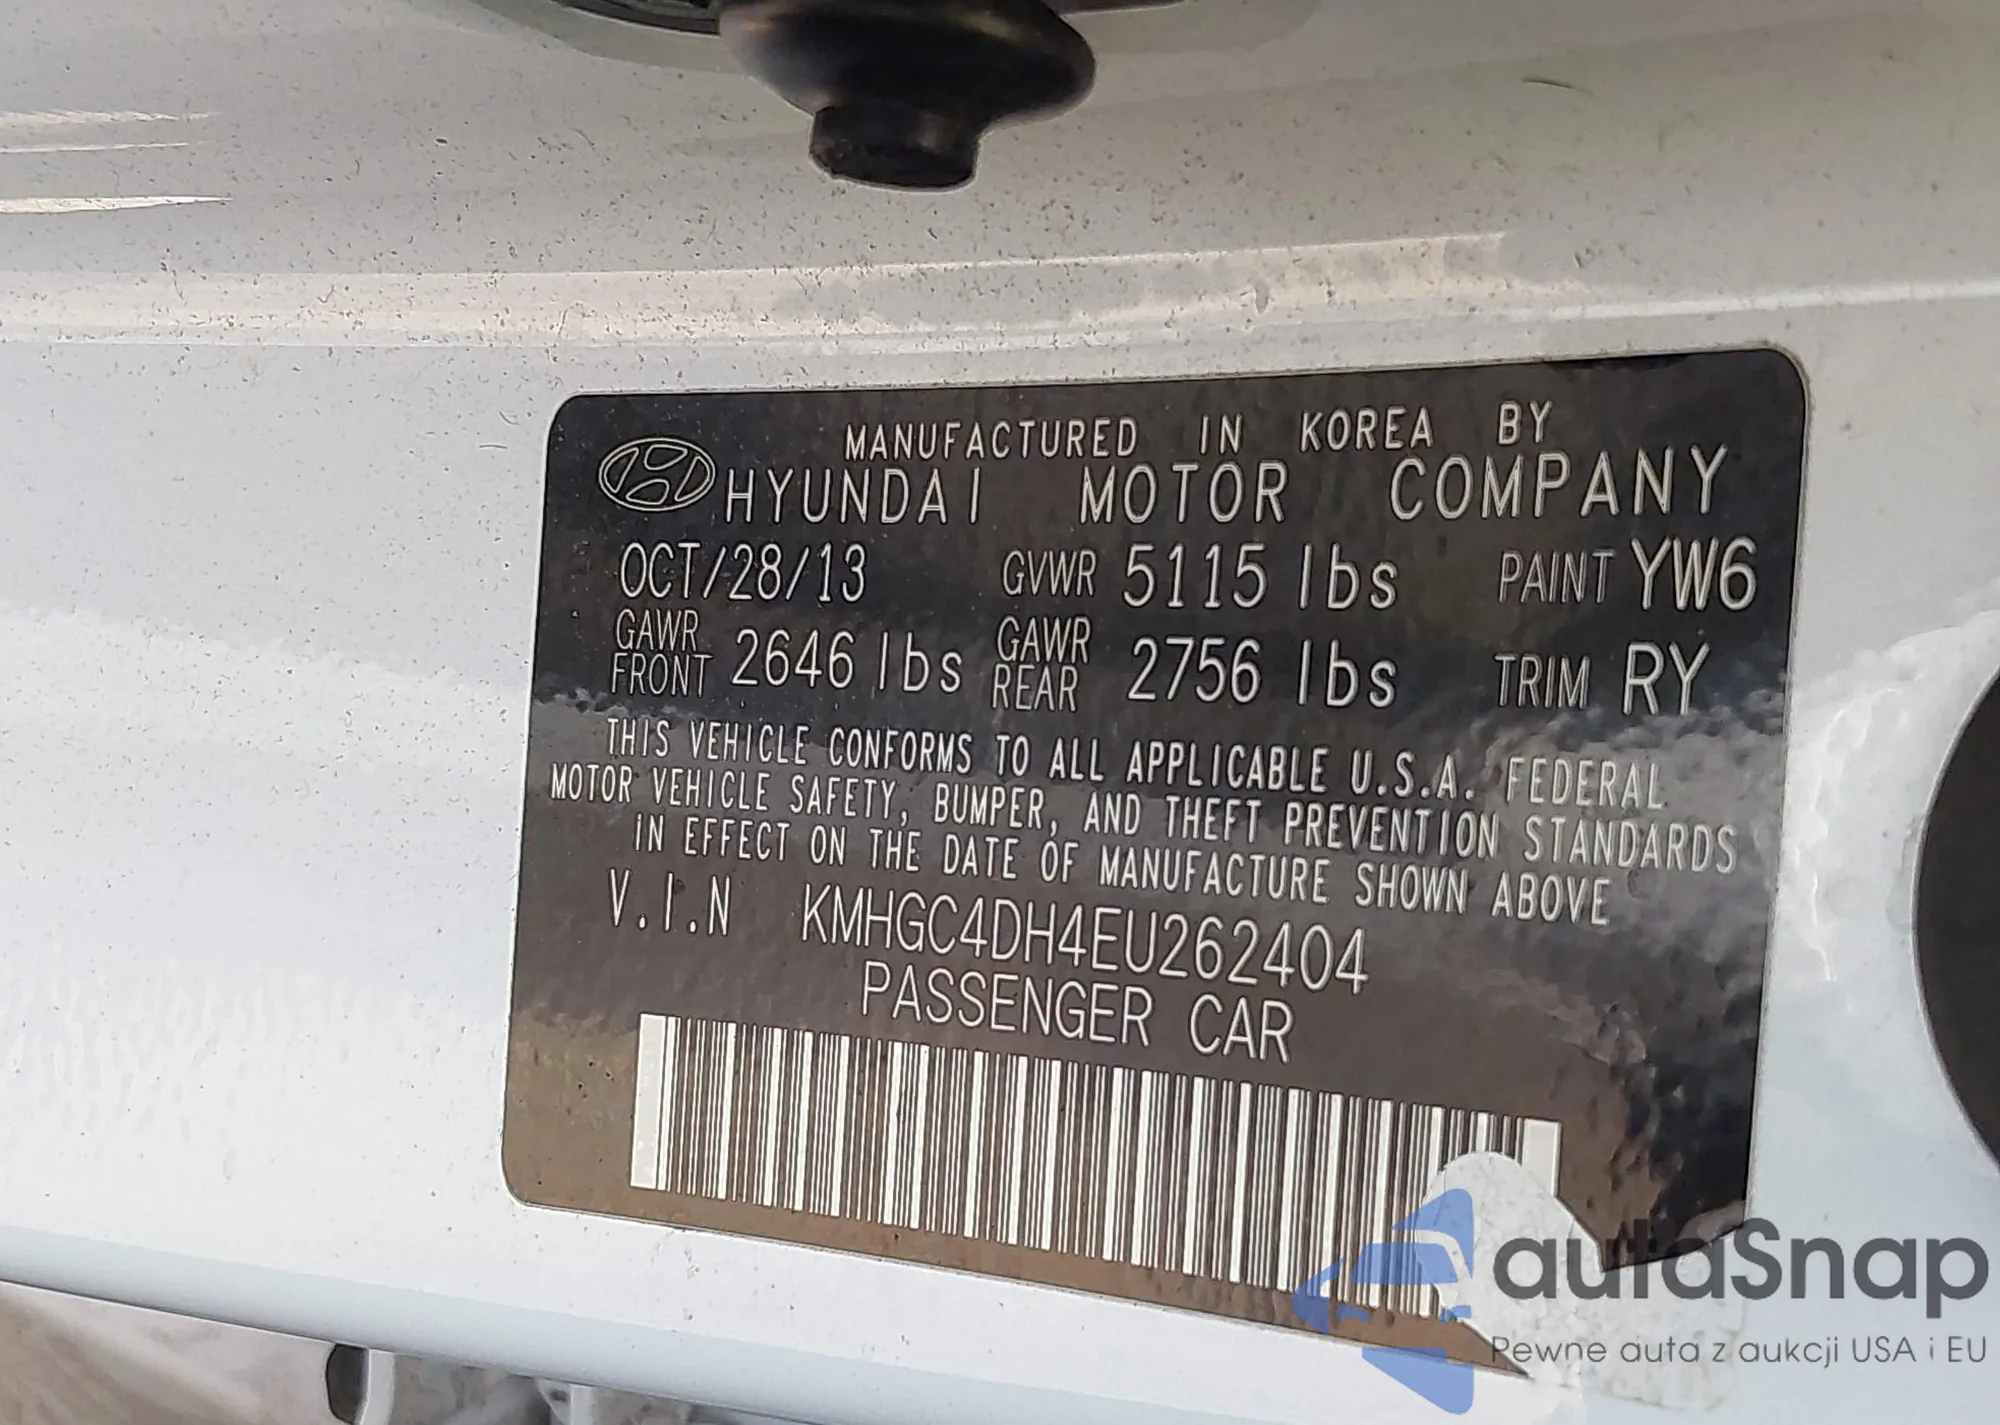 MANUFACTURED IN KOREA BY
HYUNDAI MOTOR COMPANY
OCT/28/13 GVWR 5115 lbs PAINT YW6
GAWR FRONT 2646 lbs GAWR REAR 2756 lbs TRIM RY
THIS VEHICLE CONFORMS TO ALL APPLICABLE U.S.A. FEDERAL
MOTOR VEHICLE SAFETY, BUMPER, AND THEFT PREVENTION STANDARDS
IN EFFECT ON THE DATE OF MANUFACTURE SHOWN ABOVE
V.I.N KMHGC4DH4EU262404
PASSENGER CAR
autaSnap
Pewne auta z aukcji USA i EU